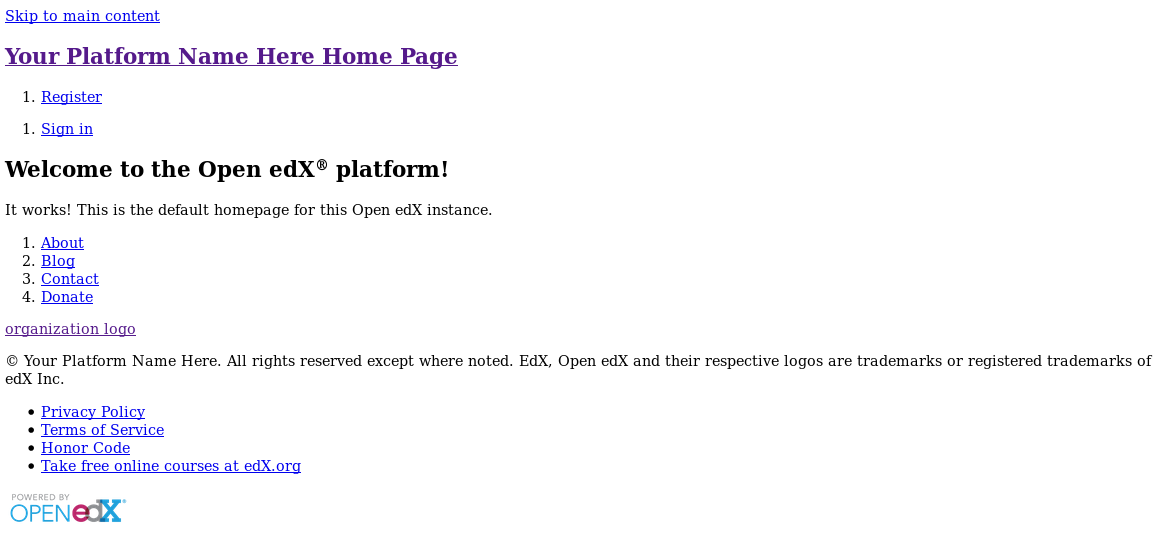 Skip to main content
Your Platform Name Here Home Page
1. Register
1. Sign in
Welcome to the Open edX® platform!
It works! This is the default homepage for this Open edX instance.
1. About
2. Blog
3. Contact
4. Donate
organization logo
© Your Platform Name Here. All rights reserved except where noted. EdX, Open edX and their respective logos are trademarks or registered trademarks of
edX Inc.
• Privacy Policy
• Terms of Service
• Honor Code
• Take free online courses at edX.org
POWERED BY
OPENedX®